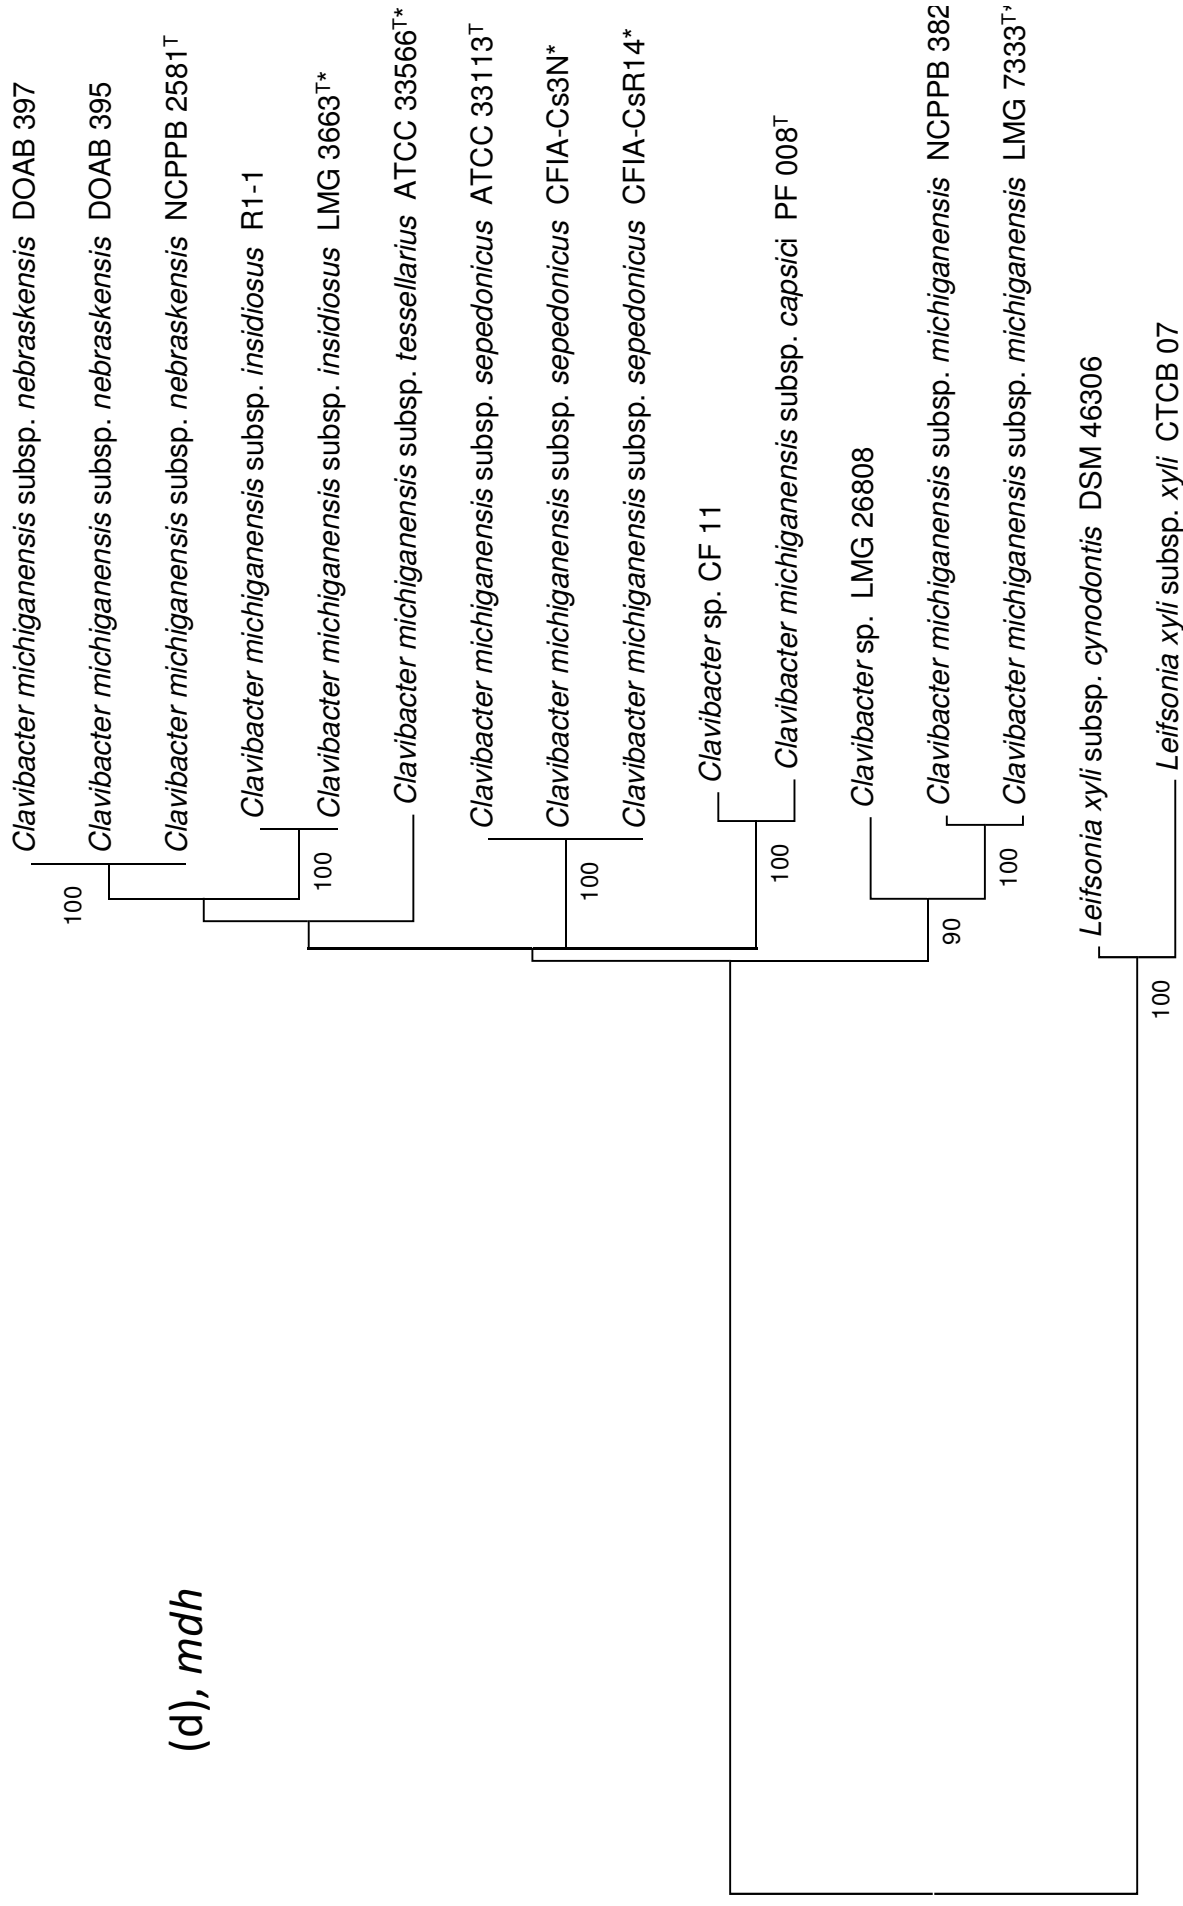 (d), mdh
Clavibacter michiganensis subsp. nebraskensis DOAB 397
Clavibacter michiganensis subsp. nebraskensis DOAB 395
Clavibacter michiganensis subsp. nebraskensis NCPPB 2581T
Clavibacter michiganensis subsp. insidiosus R1-1
Clavibacter michiganensis subsp. insidiosus LMG 3663T*
Clavibacter michiganensis subsp. tessellarius ATCC 33566T*
Clavibacter michiganensis subsp. sepedonicus ATCC 33113T
Clavibacter michiganensis subsp. sepedonicus CFIA-Cs3N*
Clavibacter michiganensis subsp. sepedonicus CFIA-CsR14*
Clavibacter sp. CF 11
Clavibacter michiganensis subsp. capsici PF 008T
Clavibacter sp. LMG 26808
Clavibacter michiganensis subsp. michiganensis NCPPB 382
Clavibacter michiganensis subsp. michiganensis LMG 7333T
Leifsonia xyli subsp. cynodontis DSM 46306
Leifsonia xyli subsp. xyli CTCB 07
100
100
100
100
100
90
100